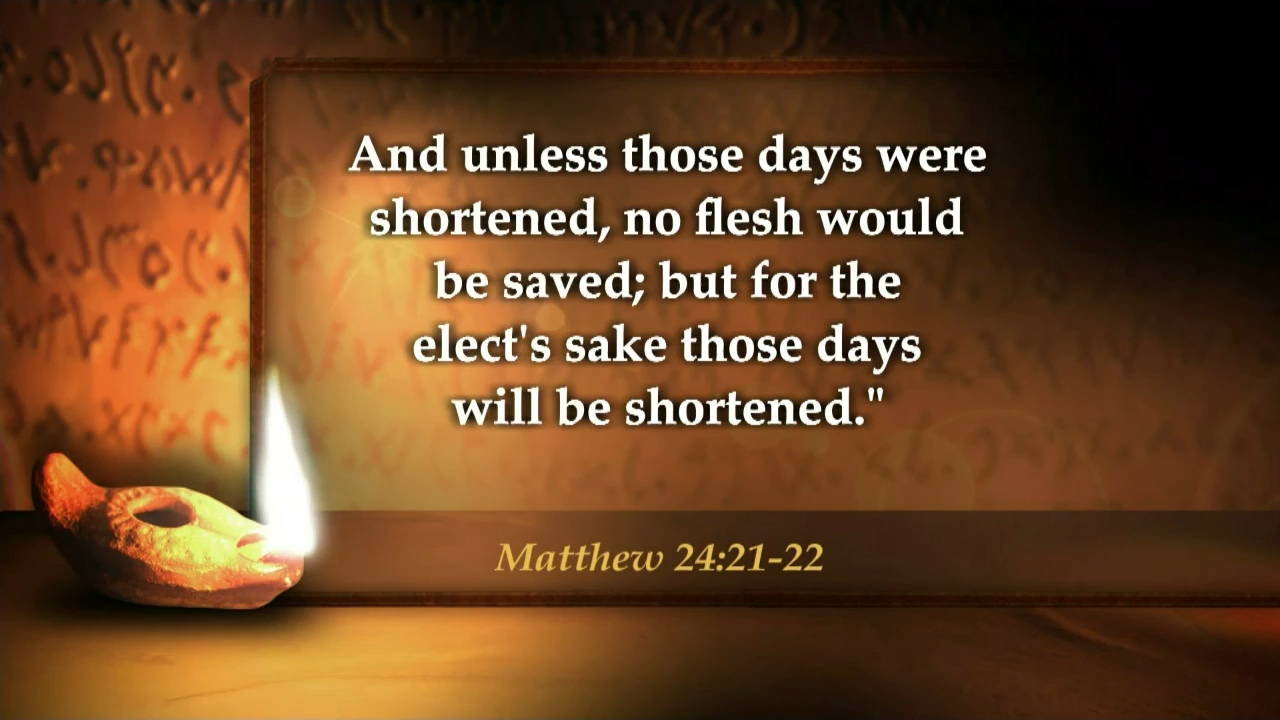 And unless those days were
shortened, no flesh would
be saved; but for the
elect's sake those days
will be shortened."
Matthew 24:21-22